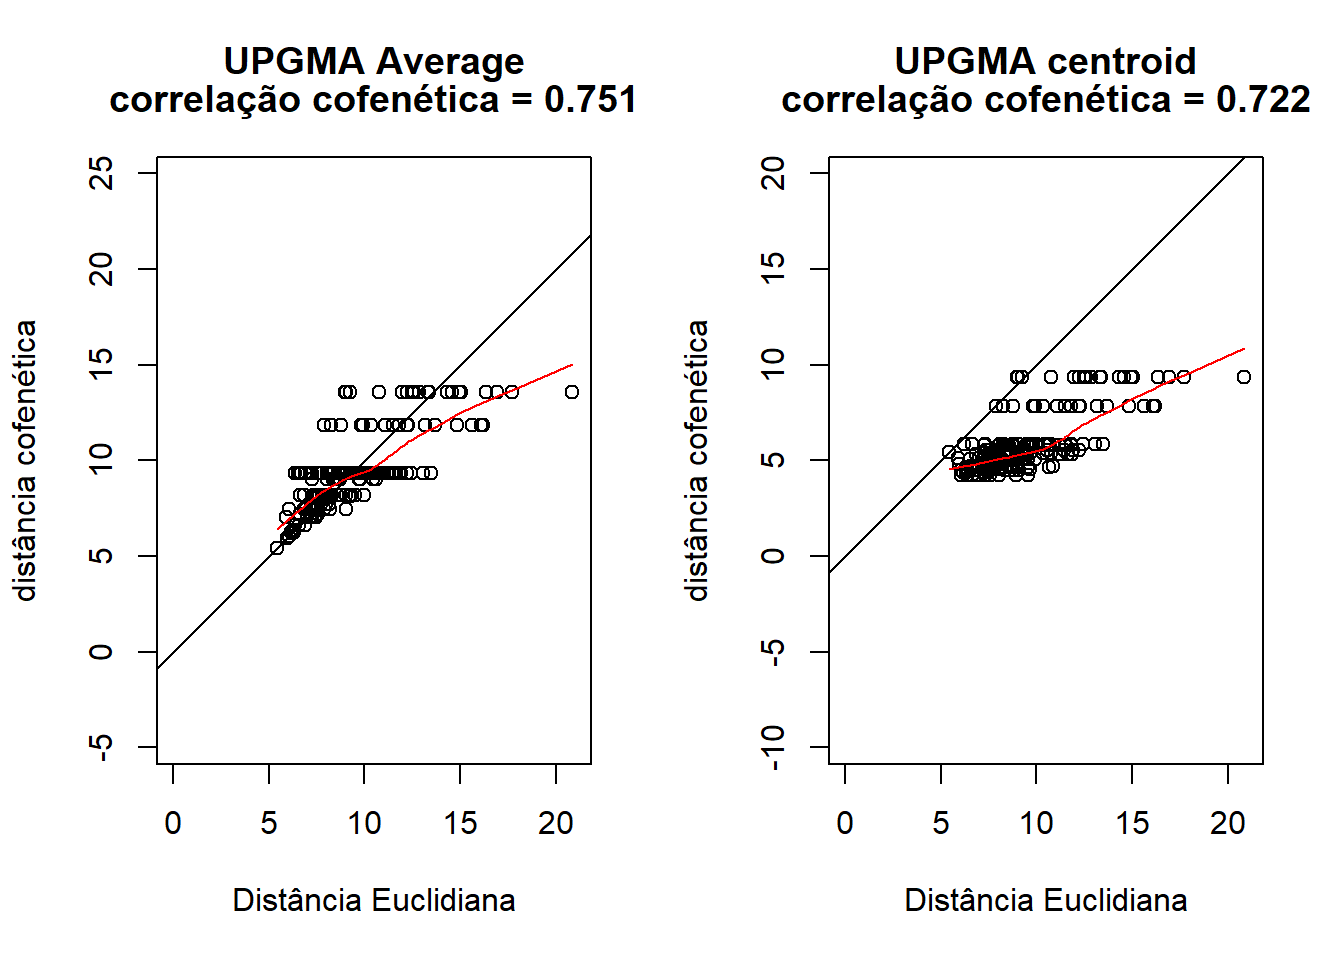 UPGMA Average
correlação cofenética = 0.751
distância cofenética
25
20
15
10
5
0
-5
0 5 10 15 20
Distância Euclidiana
UPGMA centroid
correlação cofenética = 0.722
distância cofenética
20
15
10
5
0
-5
-10
0 5 10 15 20
Distância Euclidiana